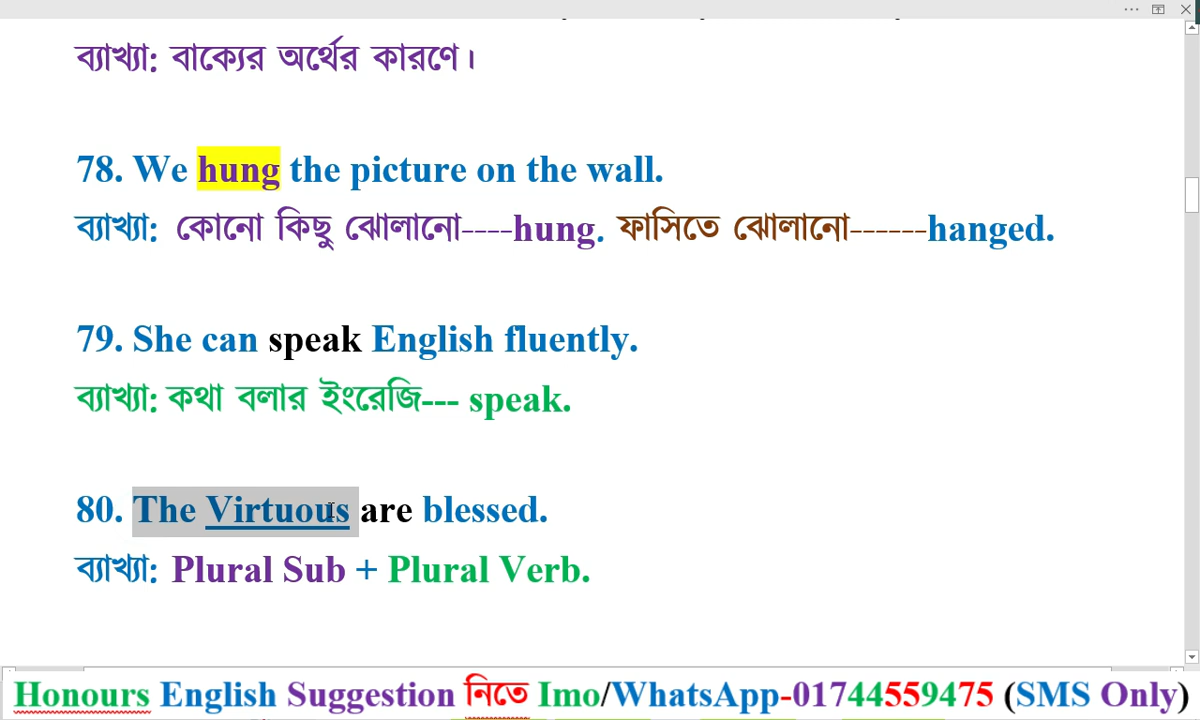 ব্যাখ্যা: বাক্যের অর্থের কারণে।
78. We hung the picture on the wall.
ব্যাখ্যা: কোনো কিছু ঝোলানো----hung. ফাসিতে ঝোলানো------hanged.
79. She can speak English fluently.
ব্যাখ্যা: কথা বলার ইংরেজি--- speak.
80. The Virtuous are blessed.
ব্যাখ্যা: Plural Sub + Plural Verb.
Honours English Suggestion নিতে Imo/WhatsApp-01744559475 (SMS Only)